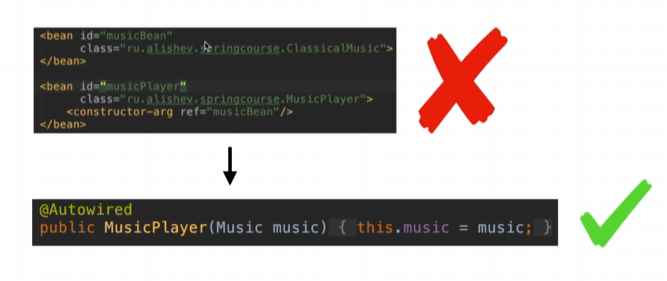 <bean id="musicBean"
class="ru.alishev.springcourse.ClassicalMusic">
</bean>
<bean id="musicPlayer"
class="ru.alishev.springcourse.MusicPlayer">
<constructor-arg ref="musicBean"/>
</bean>
@Autowired
public MusicPlayer(Music music) { this.music = music; }